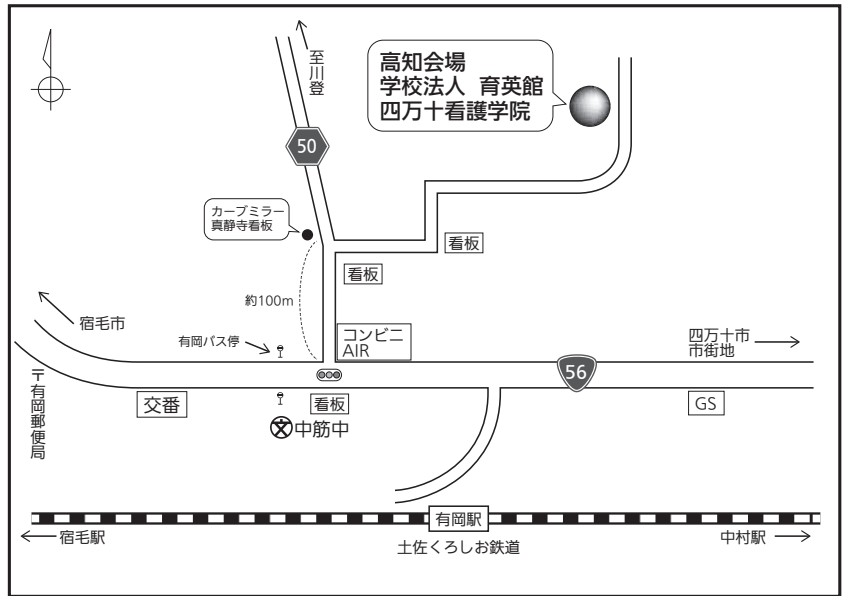 至川登
高知会場
学校法人 育英館
四万十看護学院
50
カーブミラー
真静寺看板
看板
看板
約100m
宿毛市
有岡バス停
コンビニ
AIR
四万十市
市街地
56
〒有岡郵便局
交番
看板
GS
文中筋中
有岡駅
宿毛駅
土佐くろしお鉄道
中村駅